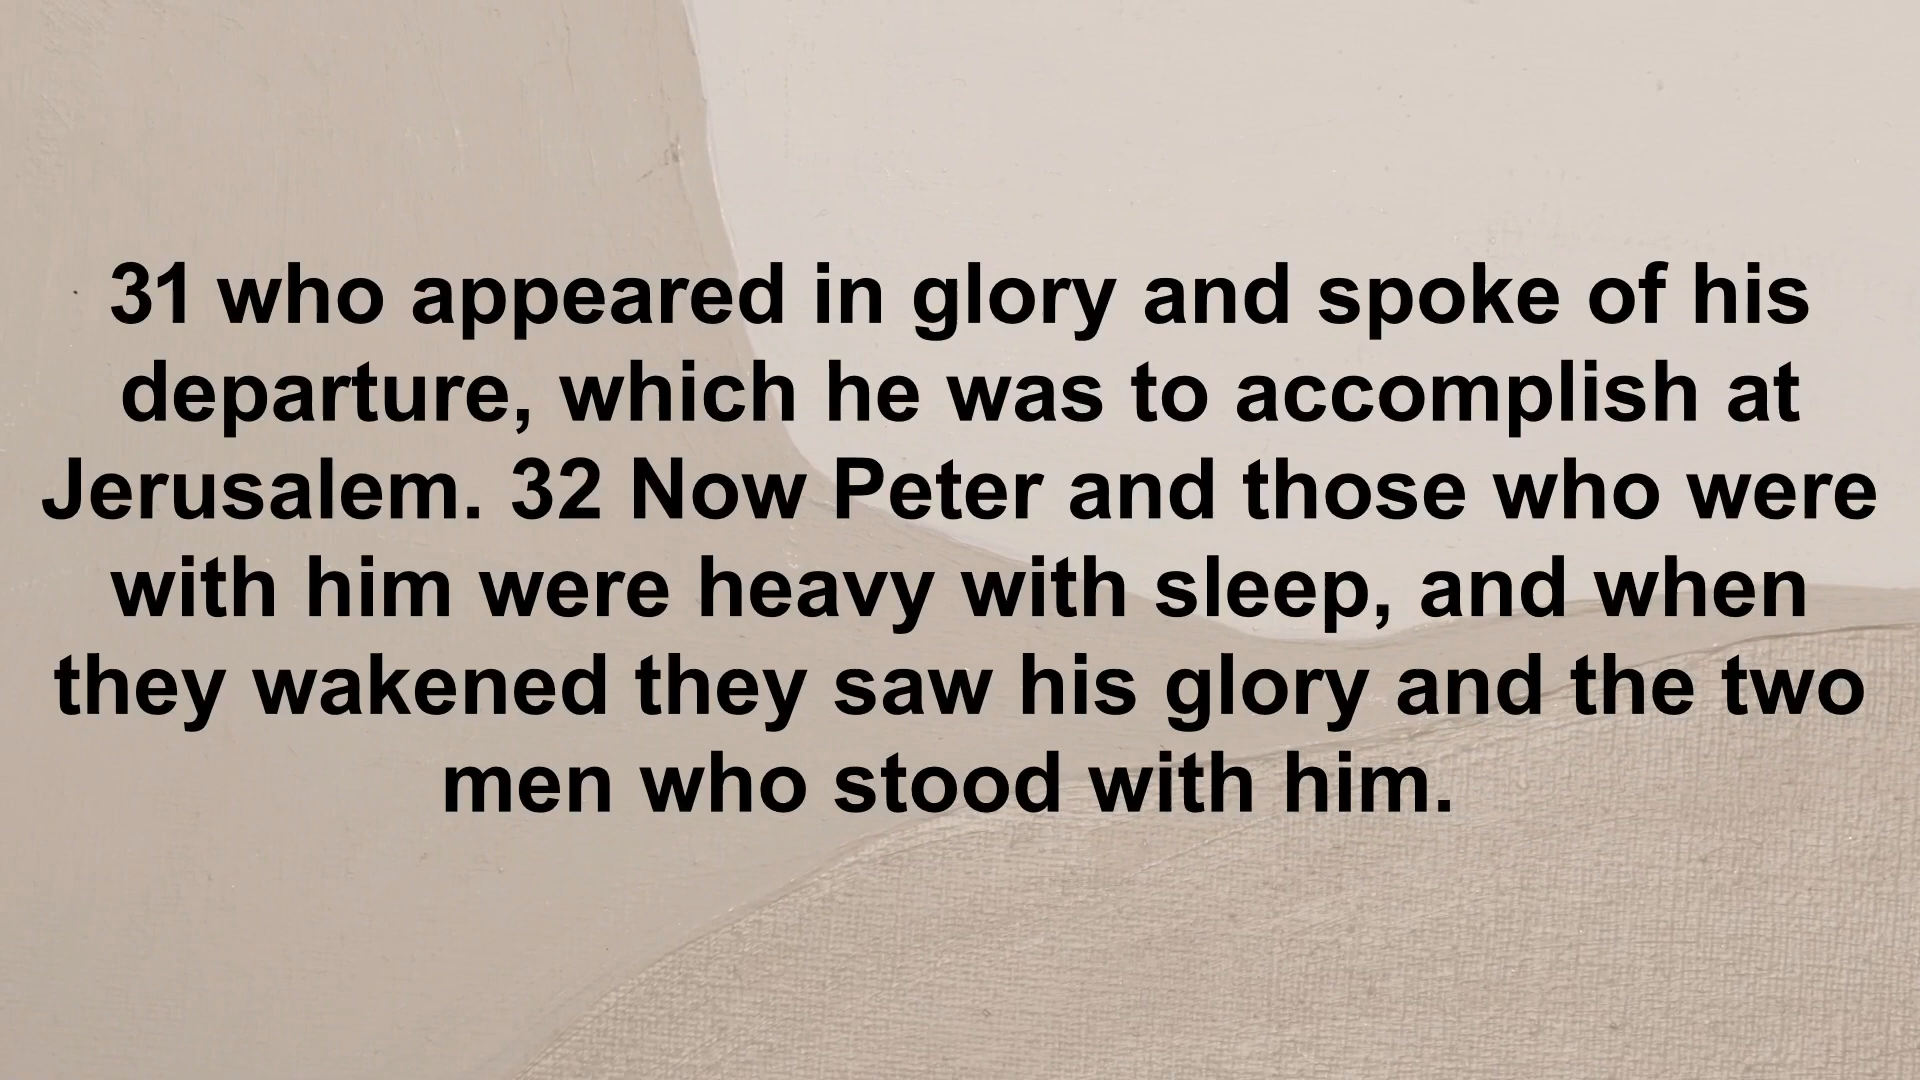 31 who appeared in glory and spoke of his
departure, which he was to accomplish at
Jerusalem. 32 Now Peter and those who were
with him were heavy with sleep, and when
they wakened they saw his glory and the two
men who stood with him.